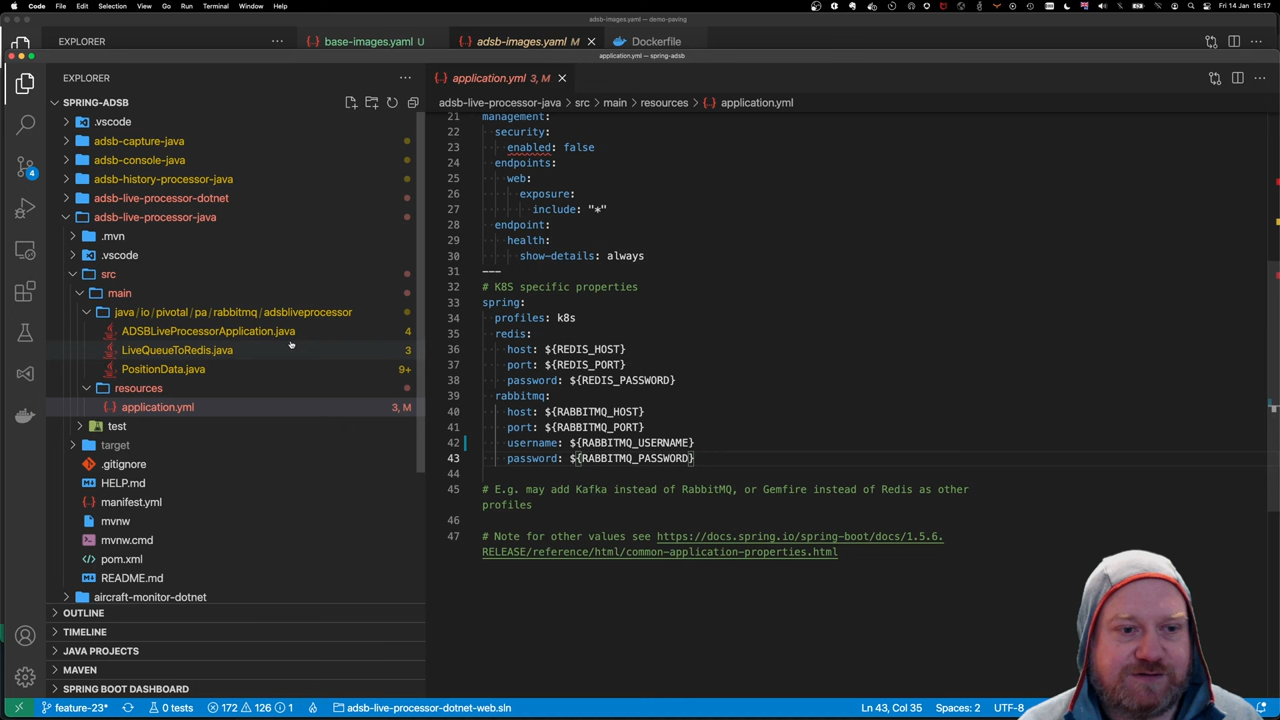 Code File Edit Selection View Go Run Terminal Window Help Fri 14 Jan 16:17
adsb-images.yaml — demo-paving
EXPLORER ··· base-images.yaml U adsb-images.yaml M Dockerfile
application.yml — spring-adsb
EXPLORER ··· application.yml 3, M
SPRING-ADSB
adsb-live-processor-java > src > main > resources > application.yml
.vscode
adsb-capture-java
adsb-console-java
adsb-history-processor-java
adsb-live-processor-dotnet
adsb-live-processor-java
.mvn
.vscode
src
main
java / io / pivotal / pa / rabbitmq / adsbliveprocessor
ADSBLiveProcessorApplication.java 4
LiveQueueToRedis.java 3
PositionData.java 9+
resources
application.yml 3, M
test
target
.gitignore
HELP.md
manifest.yml
mvnw
mvnw.cmd
pom.xml
README.md
aircraft-monitor-dotnet
OUTLINE
TIMELINE
JAVA PROJECTS
MAVEN
SPRING BOOT DASHBOARD
4
21 management:
22 security:
23 enabled: false
24 endpoints:
25 web:
26 exposure:
27 include: "*"
28 endpoint:
29 health:
30 show-details: always
31 ---
32 # K8S specific properties
33 spring:
34 profiles: k8s
35 redis:
36 host: ${REDIS_HOST}
37 port: ${REDIS_PORT}
38 password: ${REDIS_PASSWORD}
39 rabbitmq:
40 host: ${RABBITMQ_HOST}
41 port: ${RABBITMQ_PORT}
42 username: ${RABBITMQ_USERNAME}
43 password: ${RABBITMQ_PASSWORD}
44
45 # E.g. may add Kafka instead of RabbitMQ, or Gemfire instead of Redis as other
profiles
46
47 # Note for other values see https://docs.spring.io/spring-boot/docs/1.5.6.
RELEASE/reference/html/common-application-properties.html
feature-23* 0 tests 172 126 1 adsb-live-processor-dotnet-web.sln Ln 43, Col 35 Spaces: 2 UTF-8